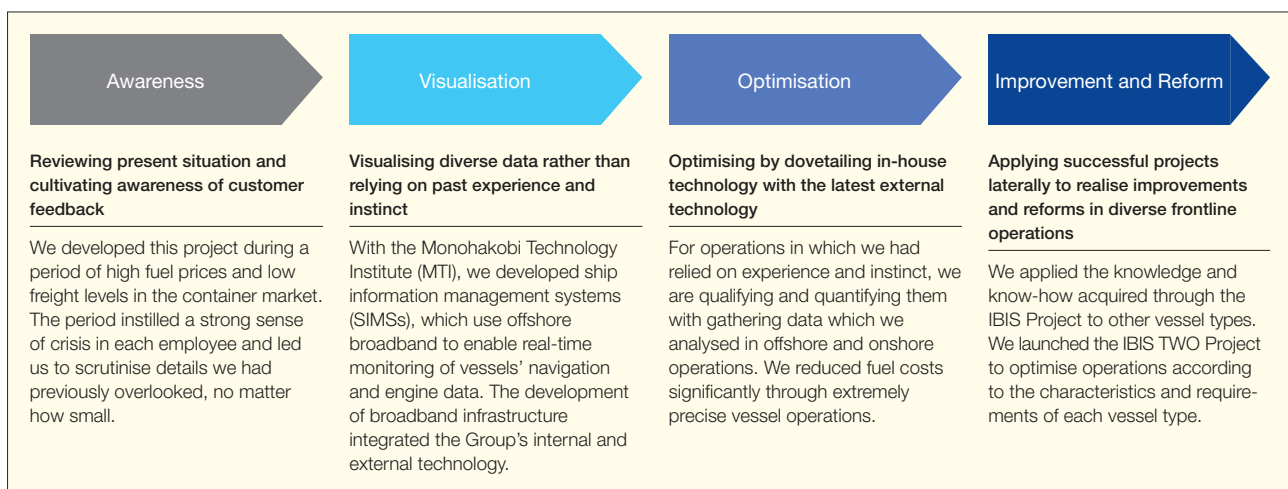 Awareness
Visualisation
Optimisation
Improvement and Reform
Reviewing present situation and
cultivating awareness of customer
feedback
We developed this project during a
period of high fuel prices and low
freight levels in the container market.
The period instilled a strong sense
of crisis in each employee and led
us to scrutinise details we had
previously overlooked, no matter
how small.
Visualising diverse data rather than
relying on past experience and
instinct
With the Monohakobi Technology
Institute (MTI), we developed ship
information management systems
(SIMSs), which use offshore
broadband to enable real-time
monitoring of vessels’ navigation
and engine data. The development
of broadband infrastructure
integrated the Group’s internal and
external technology.
Optimising by dovetailing in-house
technology with the latest external
technology
For operations in which we had
relied on experience and instinct, we
are qualifying and quantifying them
with gathering data which we
analysed in offshore and onshore
operations. We reduced fuel costs
significantly through extremely
precise vessel operations.
Applying successful projects
laterally to realise improvements
and reforms in diverse frontline
operations
We applied the knowledge and
know-how acquired through the
IBIS Project to other vessel types.
We launched the IBIS TWO Project
to optimise operations according
to the characteristics and require-
ments of each vessel type.